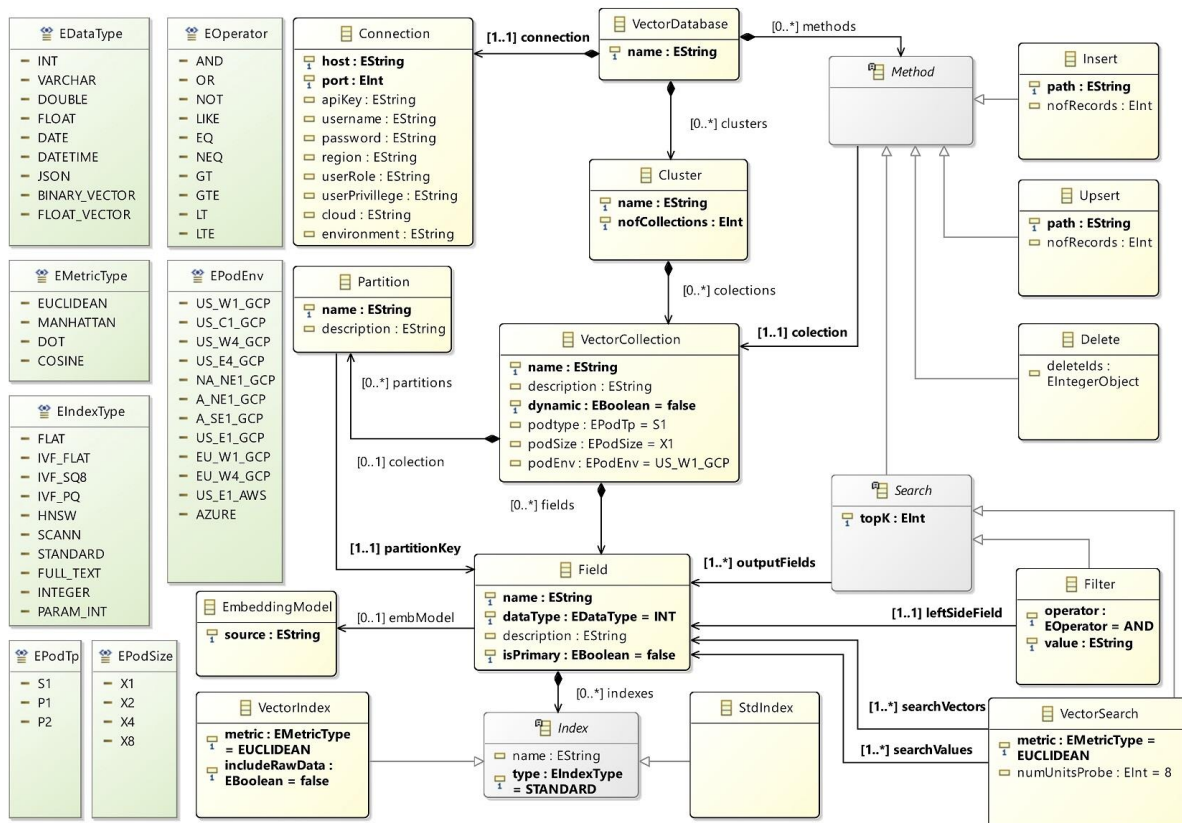 EDataType
INT
VARCHAR
DOUBLE
FLOAT
DATE
DATETIME
JSON
BINARY_VECTOR
FLOAT_VECTOR
EOperator
AND
OR
NOT
LIKE
EQ
NEQ
GT
GTE
LT
LTE
Connection
host : EString
port : EInt
apiKey : EString
username : EString
password : EString
region : EString
userRole : EString
userPrivillege : EString
cloud : EString
environment : EString
[1..1] connection
VectorDatabase
name : EString
[0..*] methods
Method
Insert
path : EString
nofRecords : EInt
[0..*] clusters
Cluster
name : EString
nofCollections : EInt
Upsert
path : EString
nofRecords : EInt
EMetricType
EUCLIDEAN
MANHATTAN
DOT
COSINE
EPodEnv
US_W1_GCP
US_C1_GCP
US_W4_GCP
US_E4_GCP
NA_NE1_GCP
A_NE1_GCP
A_SE1_GCP
US_E1_GCP
EU_W1_GCP
EU_W4_GCP
US_E1_AWS
AZURE
Partition
name : EString
description : EString
[0..*] colections
[1..1] colection
VectorCollection
name : EString
description : EString
dynamic : EBoolean = false
podtype : EPodTp = S1
podSize : EPodSize = X1
podEnv : EPodEnv = US_W1_GCP
Delete
deleteIds :
EIntegerObject
[0..*] partitions
[0..1] colection
EIndexType
FLAT
IVF_FLAT
IVF_SQ8
IVF_PQ
HNSW
SCANN
STANDARD
FULL_TEXT
INTEGER
PARAM_INT
[0..*] fields
Search
topK : EInt
[1..1] partitionKey
Field
name : EString
dataType : EDataType = INT
description : EString
isPrimary : EBoolean = false
[1..*] outputFields
Filter
operator :
EOperator = AND
value : EString
[1..1] leftSideField
EmbeddingModel
source : EString
[0..1] embModel
EPodTp
S1
P1
P2
EPodSize
X1
X2
X4
X8
VectorIndex
metric : EMetricType
= EUCLIDEAN
includeRawData :
EBoolean = false
[0..*] indexes
Index
name : EString
type : EIndexType
= STANDARD
StdIndex
[1..*] searchVectors
[1..*] searchValues
VectorSearch
metric : EMetricType =
EUCLIDEAN
numUnitsProbe : EInt = 8